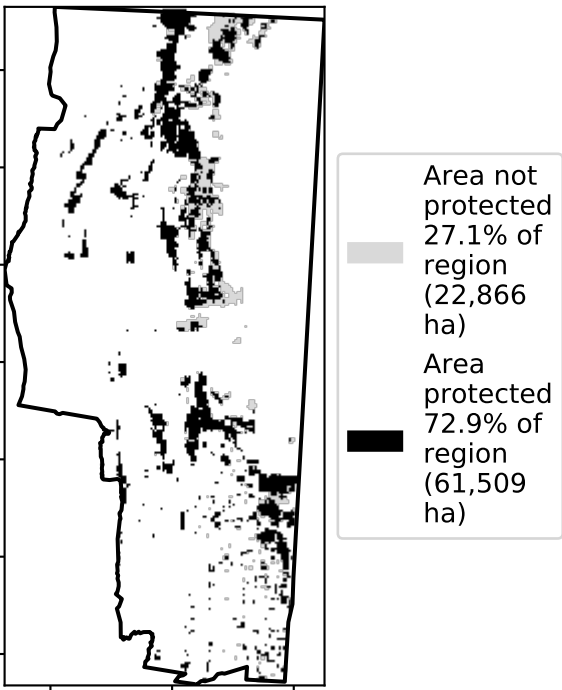 Area not
protected
27.1% of
region
(22,866
ha)
Area
protected
72.9% of
region
(61,509
ha)